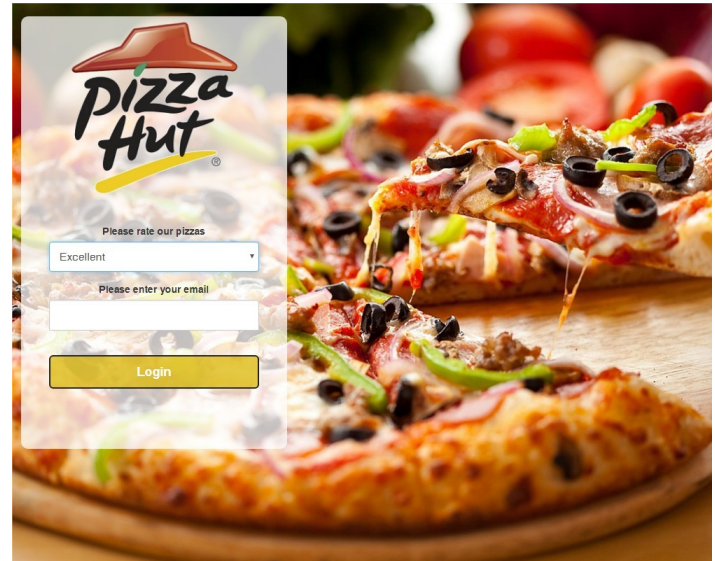 Pizza
Hut
®
Please rate our pizzas
Excellent
Please enter your email
Login